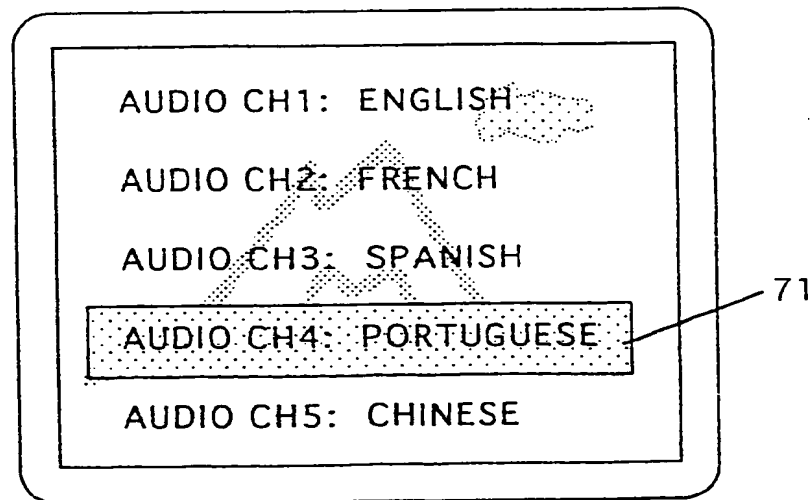 AUDIO CH1: ENGLISH
AUDIO CH2: FRENCH
AUDIO CH3: SPANISH
AUDIO CH4: PORTUGUESE
71
AUDIO CH5: CHINESE